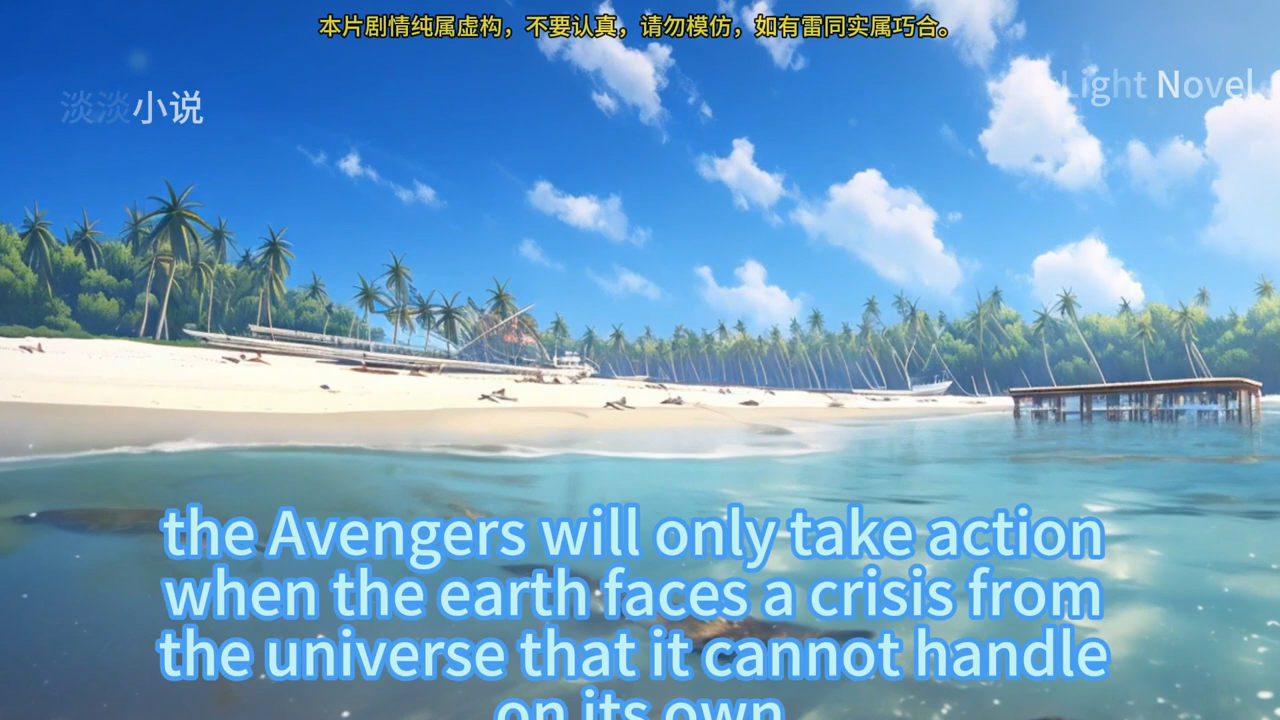 本片剧情纯属虚构，不要认真，请勿模仿，如有雷同实属巧合。
淡淡小说
Light Novel
the Avengers will only take action
when the earth faces a crisis from
the universe that it cannot handle
on its own